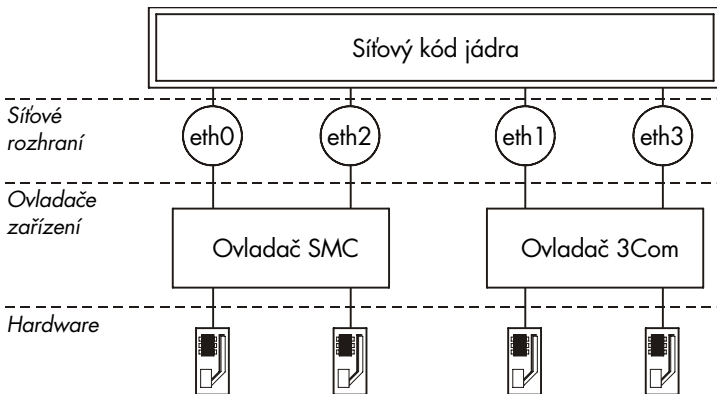 Síťový kód jádra
Síťové
rozhraní
eth0
eth2
eth1
eth3
Ovladače
zařízení
Ovladač SMC
Ovladač 3Com
Hardware